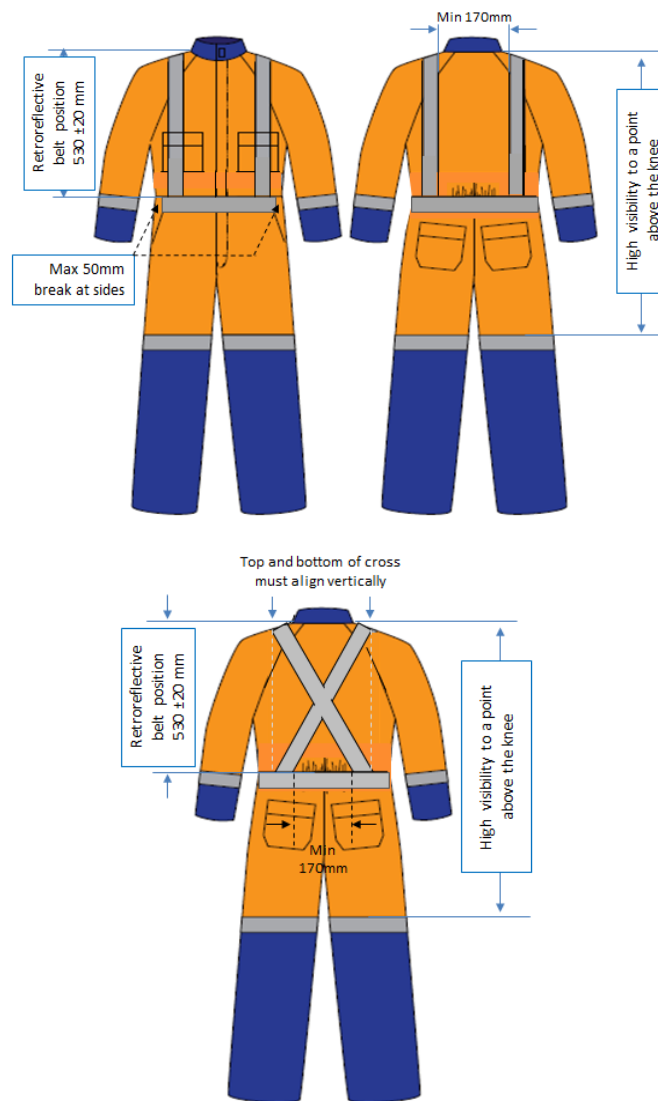 Min 170mm
Retroreflective
belt position
530 ±20 mm
High visibility to a point
above the knee
Max 50mm
break at sides
Top and bottom of cross
must align vertically
Retroreflective
belt position
530 ±20 mm
High visibility to a point
above the knee
Min
170mm